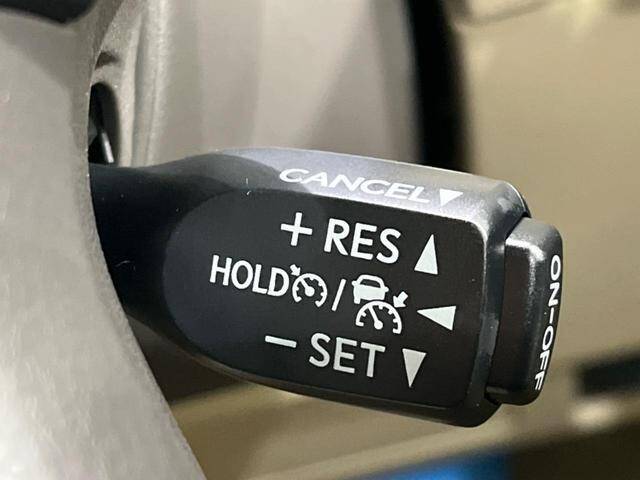 CANCEL▼
+ RES ▲
HOLD / ◀
− SET ▼
ON-OFF